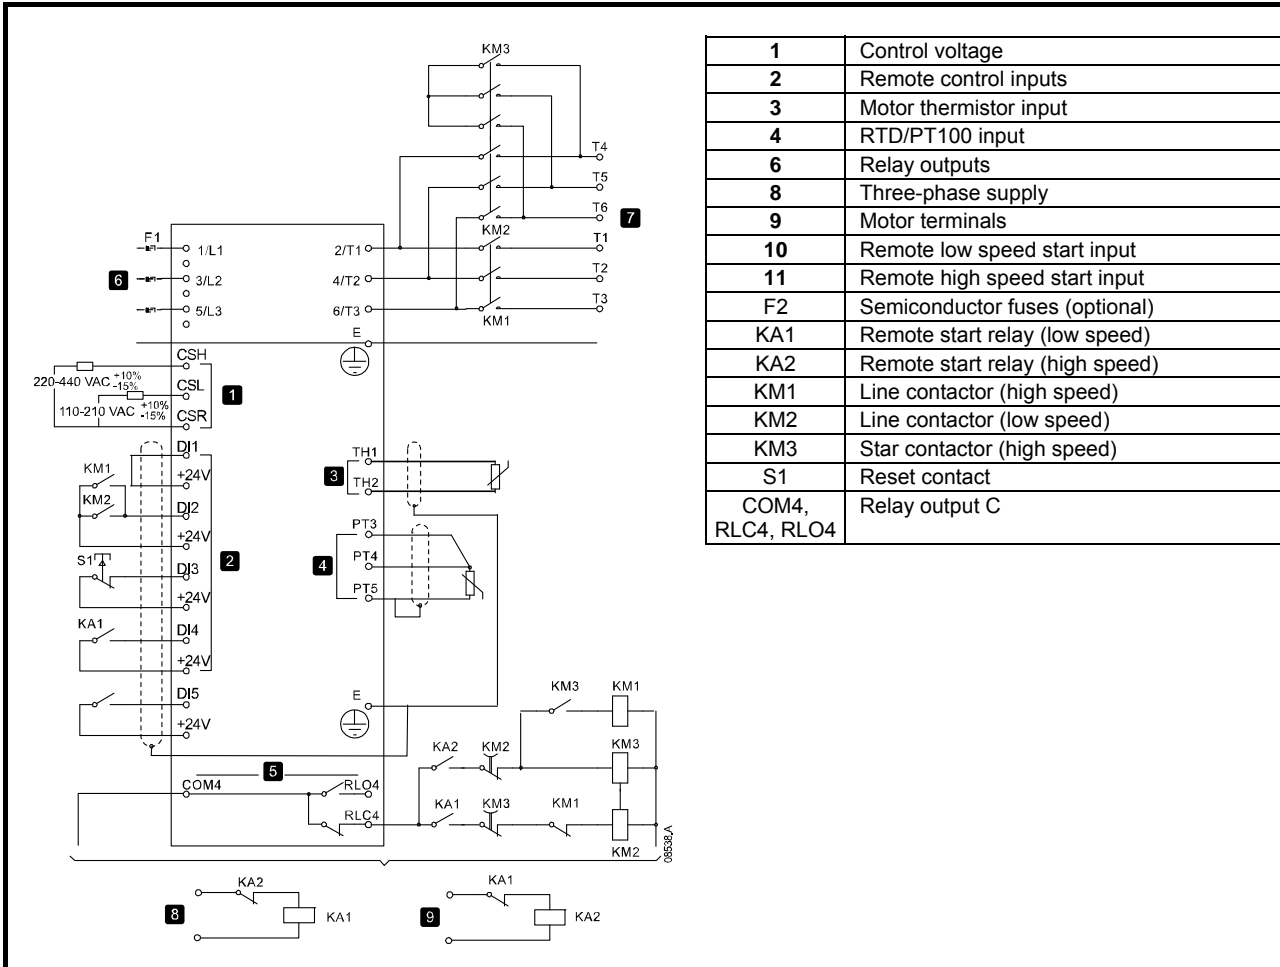 KM3
T4
T5
T6
7
KM2
T1
T2
T3
KM1
F1
1/L1
2/T1
6
3/L2
4/T2
5/L3
6/T3
E
CSH
220-440 VAC +10% -15%
CSL
1
110-210 VAC +10% -15%
CSR
DI1
KM1
+24V
KM2
DI2
+24V
S1
DI3
2
+24V
KA1
DI4
+24V
DI5
+24V
TH1
3
TH2
PT3
PT4
4
PT5
E
KM3
KM1
KA2
KM2
KM3
5
COM4
RLO4
RLC4
KA1
KM3
KM1
KM2
08538.A
KA2
8
KA1
KA1
9
KA2
1 Control voltage
2 Remote control inputs
3 Motor thermistor input
4 RTD/PT100 input
6 Relay outputs
8 Three-phase supply
9 Motor terminals
10 Remote low speed start input
11 Remote high speed start input
F2 Semiconductor fuses (optional)
KA1 Remote start relay (low speed)
KA2 Remote start relay (high speed)
KM1 Line contactor (high speed)
KM2 Line contactor (low speed)
KM3 Star contactor (high speed)
S1 Reset contact
COM4, Relay output C
RLC4, RLO4